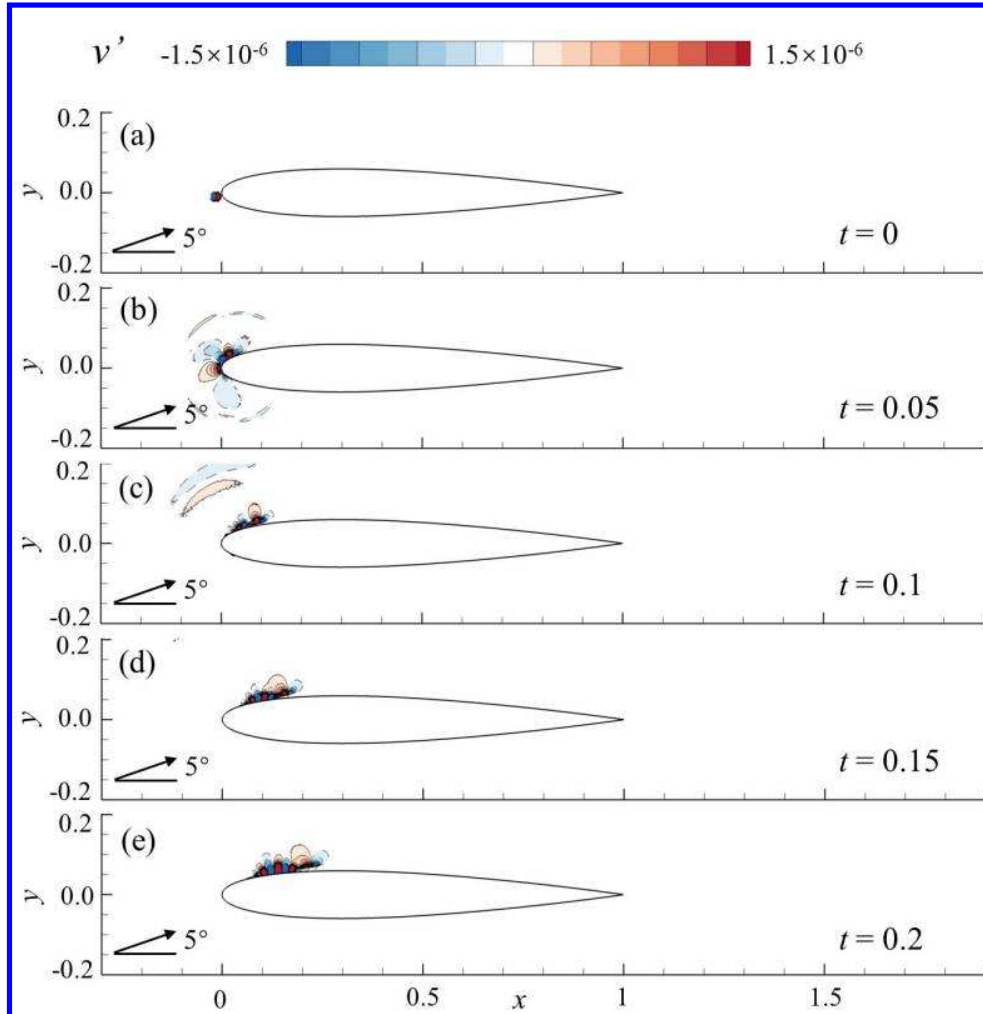 v' -1.5×10⁻⁶ 1.5×10⁻⁶
0.2
(a)
y 0.0
5°
t = 0
-0.2
0.2
(b)
y 0.0
5°
t = 0.05
-0.2
0.2
(c)
y 0.0
5°
t = 0.1
-0.2
0.2
(d)
y 0.0
5°
t = 0.15
-0.2
0.2
(e)
y 0.0
5°
t = 0.2
-0.2
0 0.5 x 1 1.5